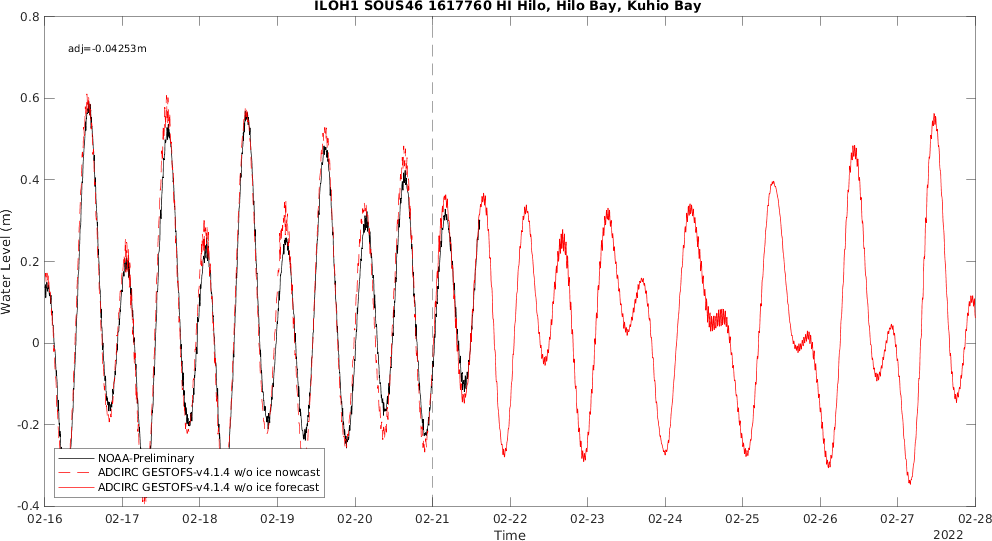 ILOH1 SOUS46 1617760 HI Hilo, Hilo Bay, Kuhio Bay
0.8
adj=-0.04253m
0.6
0.4
0.2
0
-0.2
-0.4
Water Level (m)
NOAA-Preliminary
ADCIRC GESTOFS-v4.1.4 w/o ice nowcast
ADCIRC GESTOFS-v4.1.4 w/o ice forecast
02-16 02-17 02-18 02-19 02-20 02-21 02-22 02-23 02-24 02-25 02-26 02-27 02-28
Time
2022